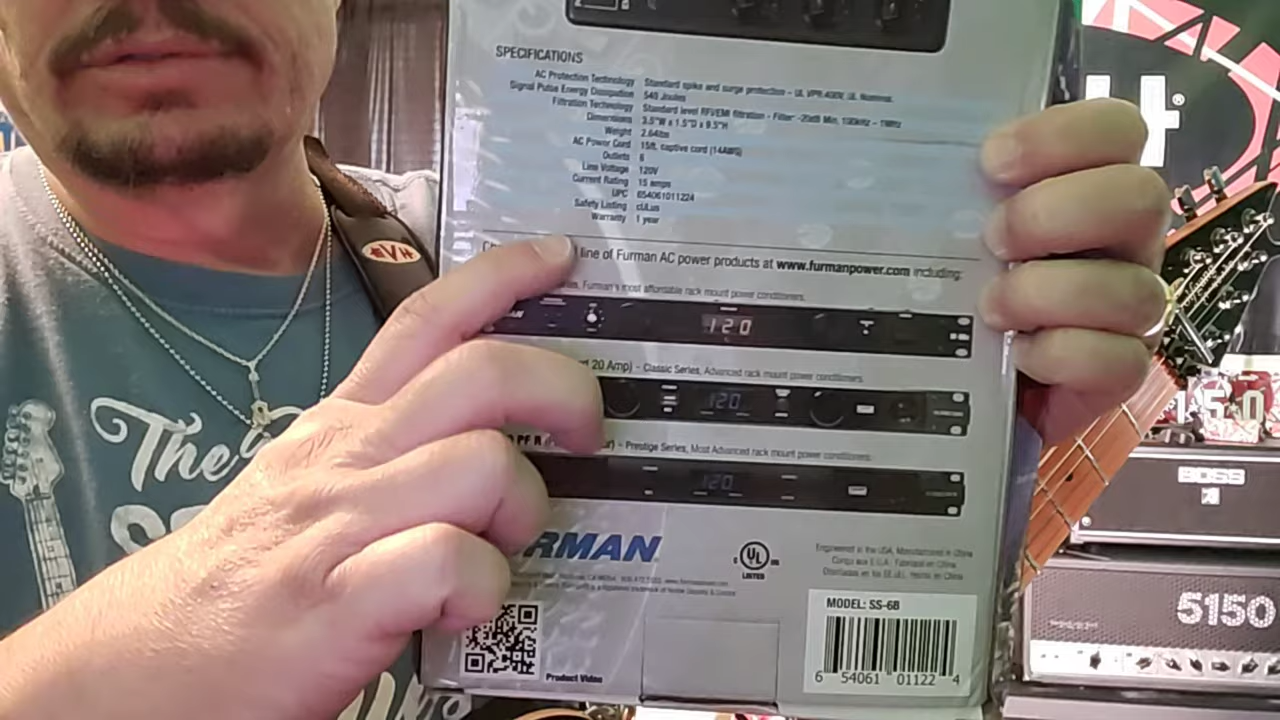 SPECIFICATIONS
AC Protection Technology Standard spike and surge protection - UL VPR-400V, UL
Signal Pulse Energy Dissipation 540 Joules
Filtration Technology Standard level RFI/EMI filtration - Filter: -20dB Min, 100kHz - 1MHz
Dimensions 3.5"W x 1.5"D x 9.5"H
Weight 2.64lbs
AC Power Cord 15ft. captive cord (14AWG)
Outlets 6
Line Voltage 120V
Current Rating 15 amps
UPC 654061011224
Safety Listing cULus
Warranty 1 year
line of Furman AC power products at www.furmanpower.com including:
Furman's most affordable rack mount power conditioners.
120
20 Amp) - Classic Series, Advanced rack mount power conditioners.
120
PF R - Prestige Series, Most Advanced rack mount power conditioners.
120
RMAN
UL
LISTED
Engineered in the USA, Manufactured in China
MODEL: SS-6B
6 54061 01122 4
Product Video
EVH
The
H®
150
BOSS
5150